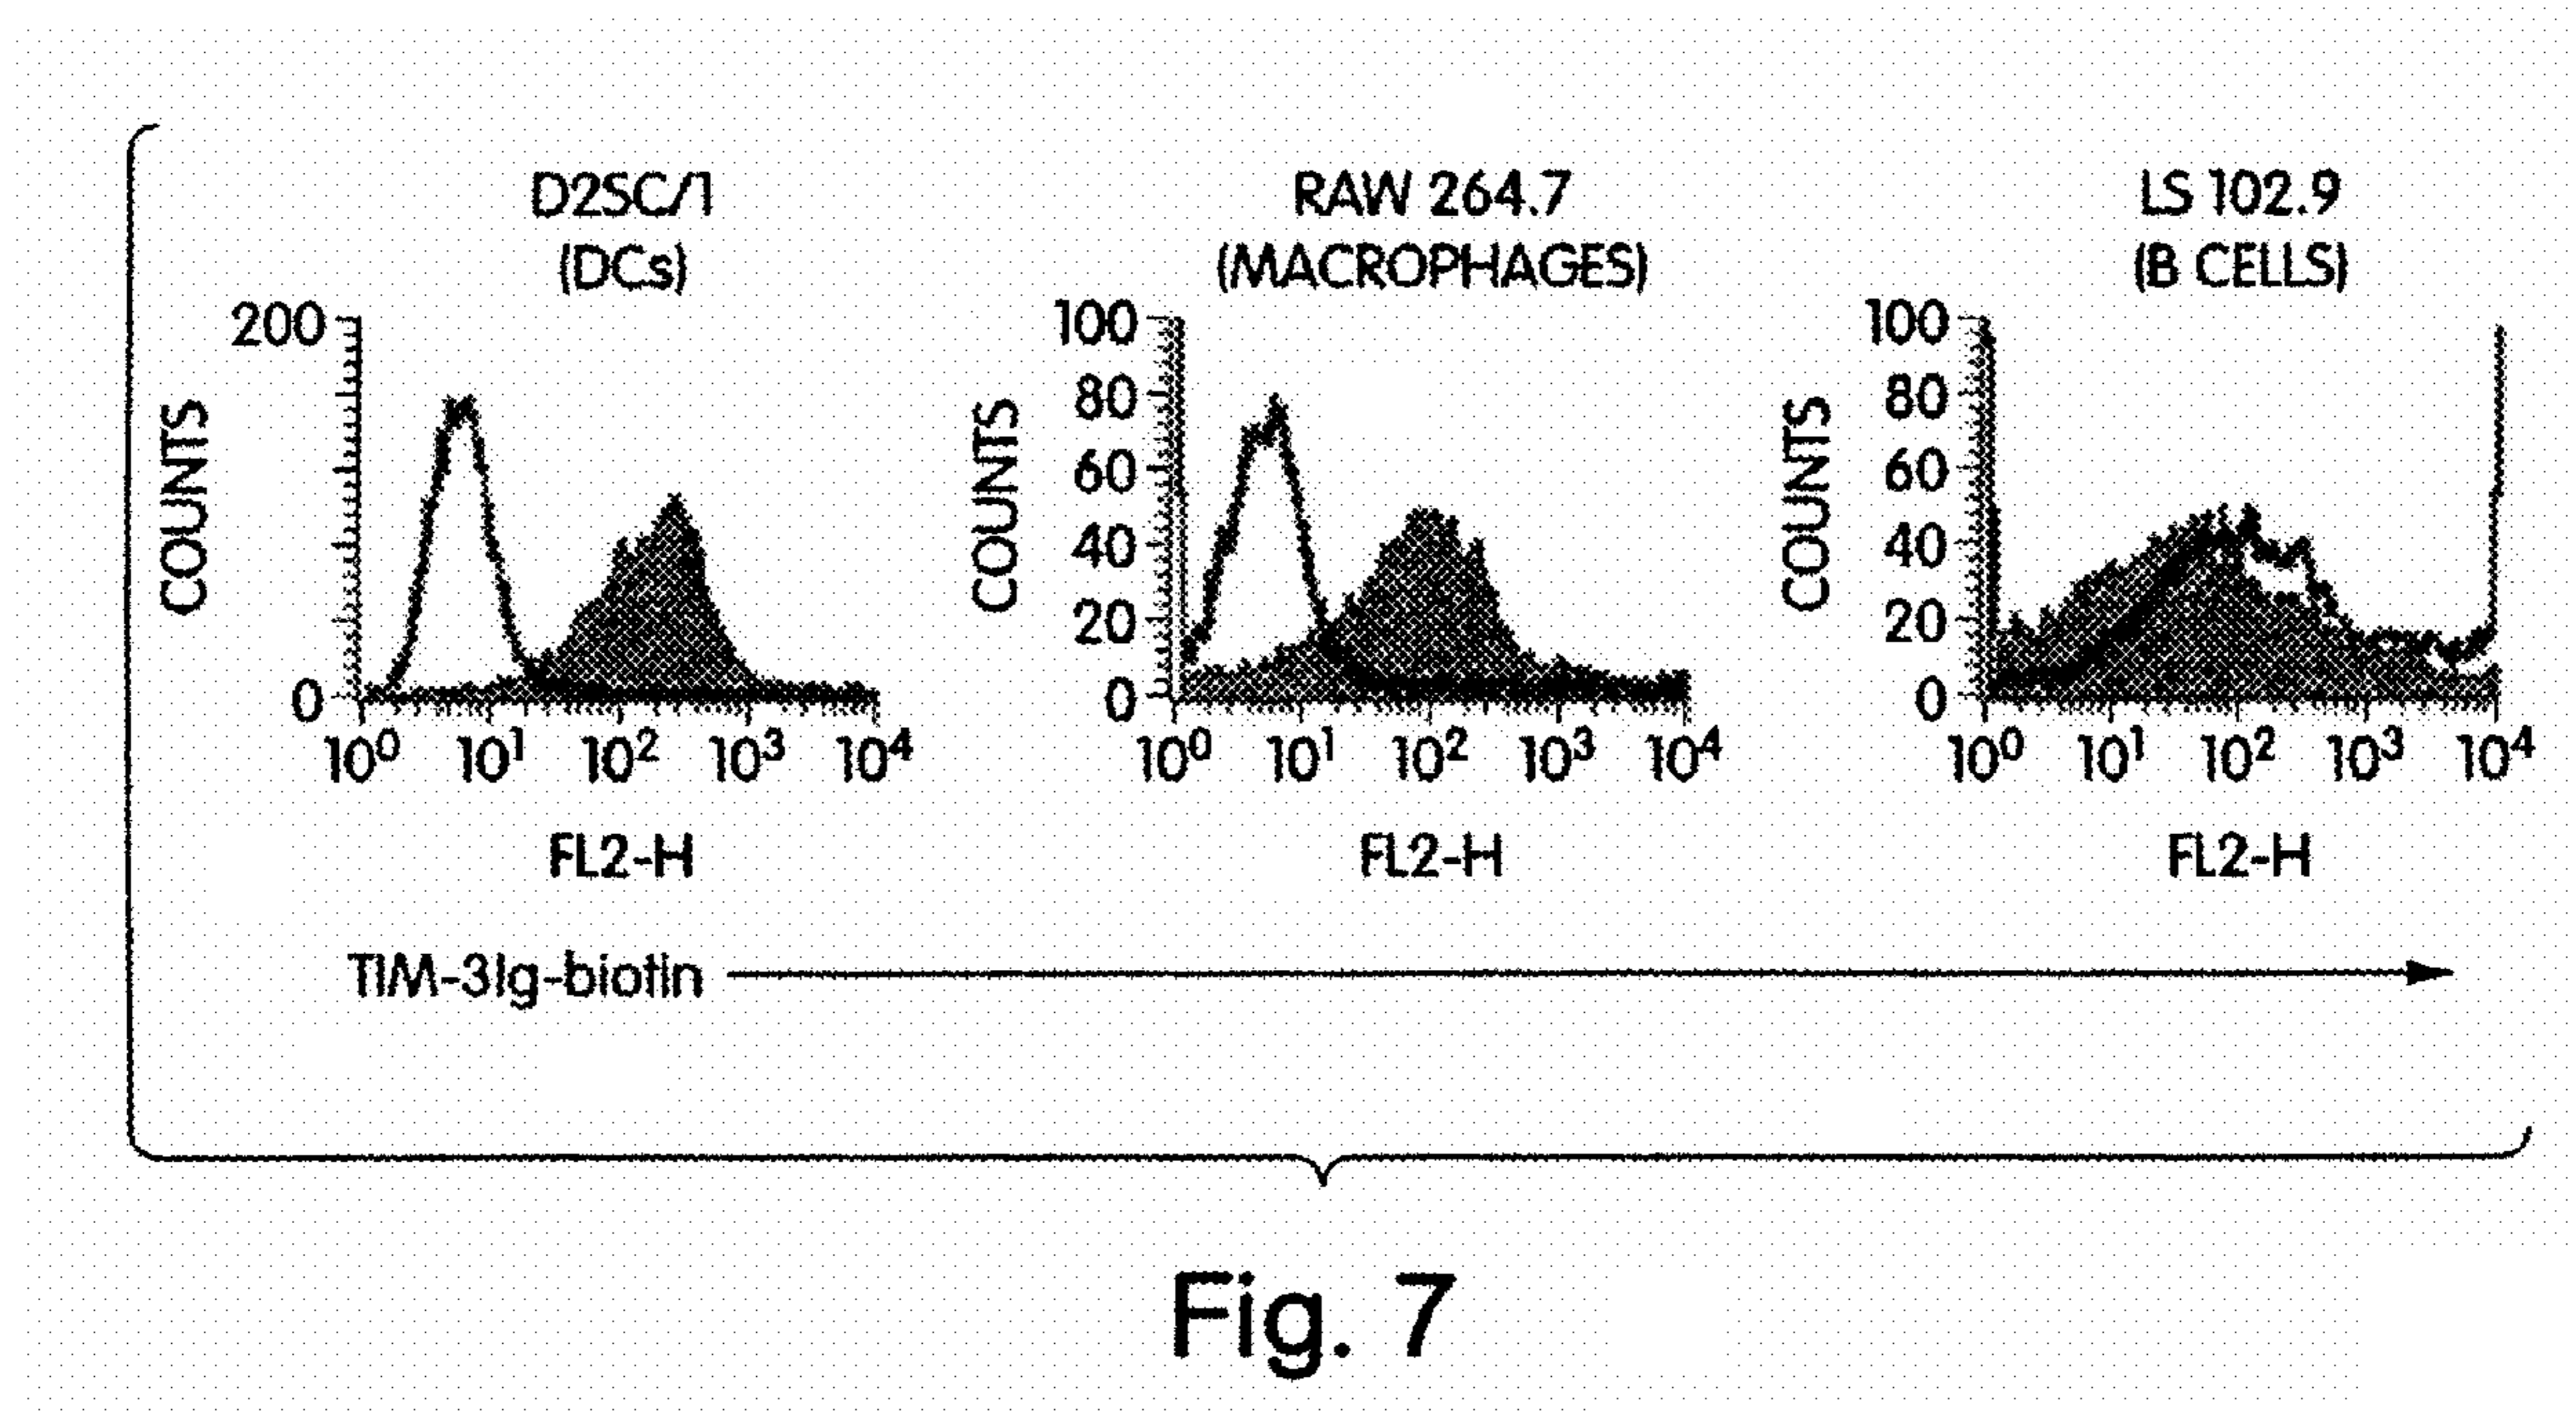 D2SC/1
(DCs)
200
0
COUNTS
10⁰ 10¹ 10² 10³ 10⁴
FL2-H
RAW 264.7
(MACROPHAGES)
100
80
60
40
20
0
COUNTS
10⁰ 10¹ 10² 10³ 10⁴
FL2-H
LS 102.9
(B CELLS)
100
80
60
40
20
0
COUNTS
10⁰ 10¹ 10² 10³ 10⁴
FL2-H
TIM-3Ig-biotin
Fig. 7